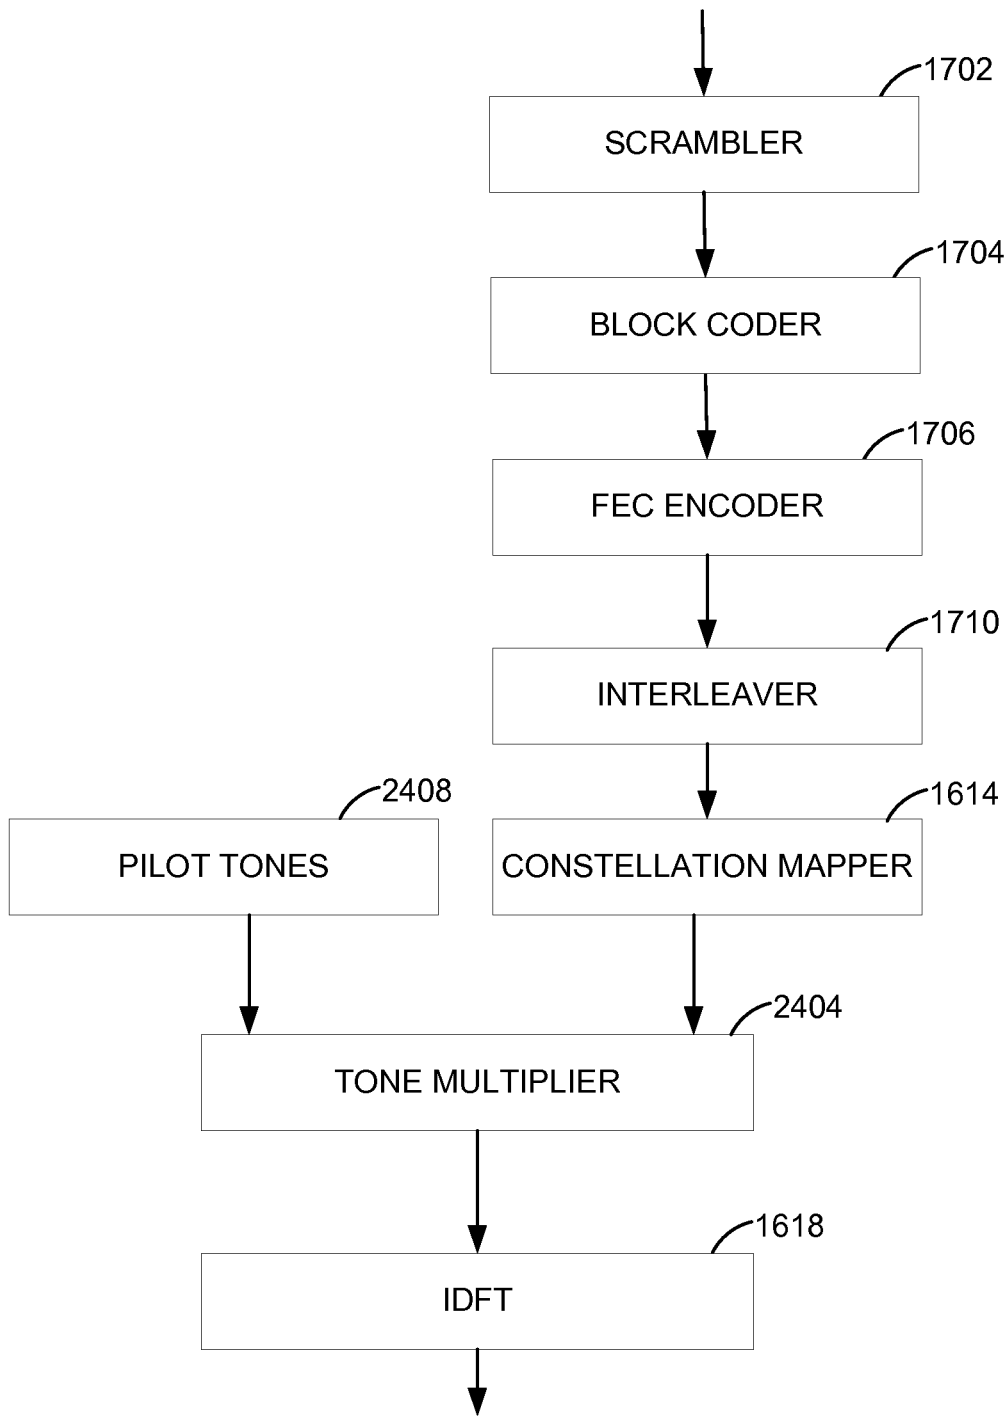 1702
SCRAMBLER
1704
BLOCK CODER
1706
FEC ENCODER
1710
INTERLEAVER
2408
PILOT TONES
1614
CONSTELLATION MAPPER
2404
TONE MULTIPLIER
1618
IDFT